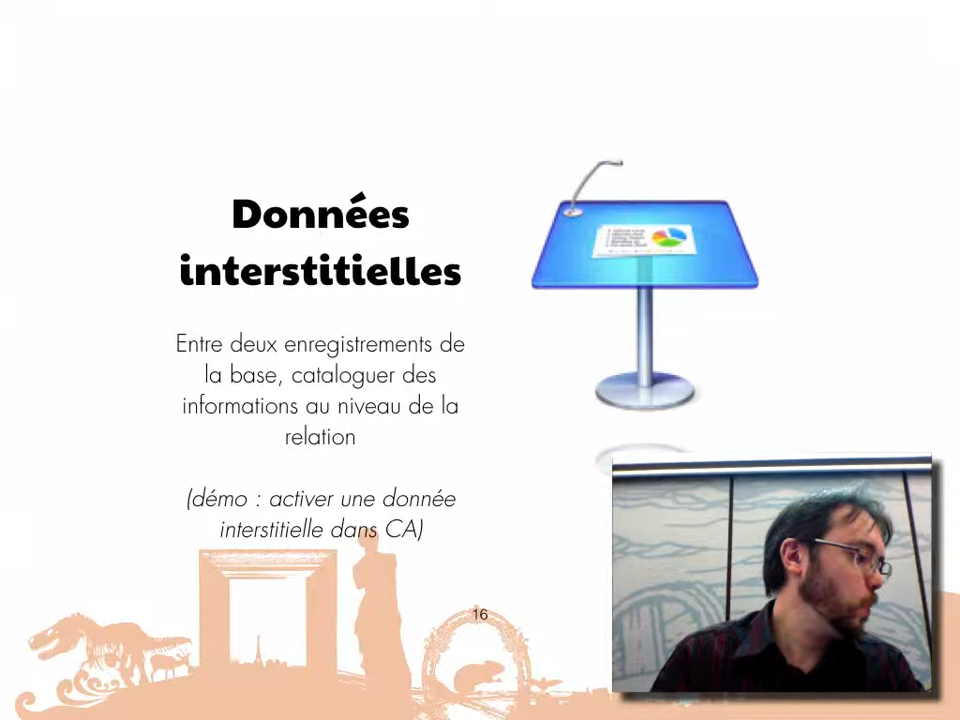 Données
interstitielles
Entre deux enregistrements de
la base, cataloguer des
informations au niveau de la
relation
(démo : activer une donnée
interstitielle dans CA)
16